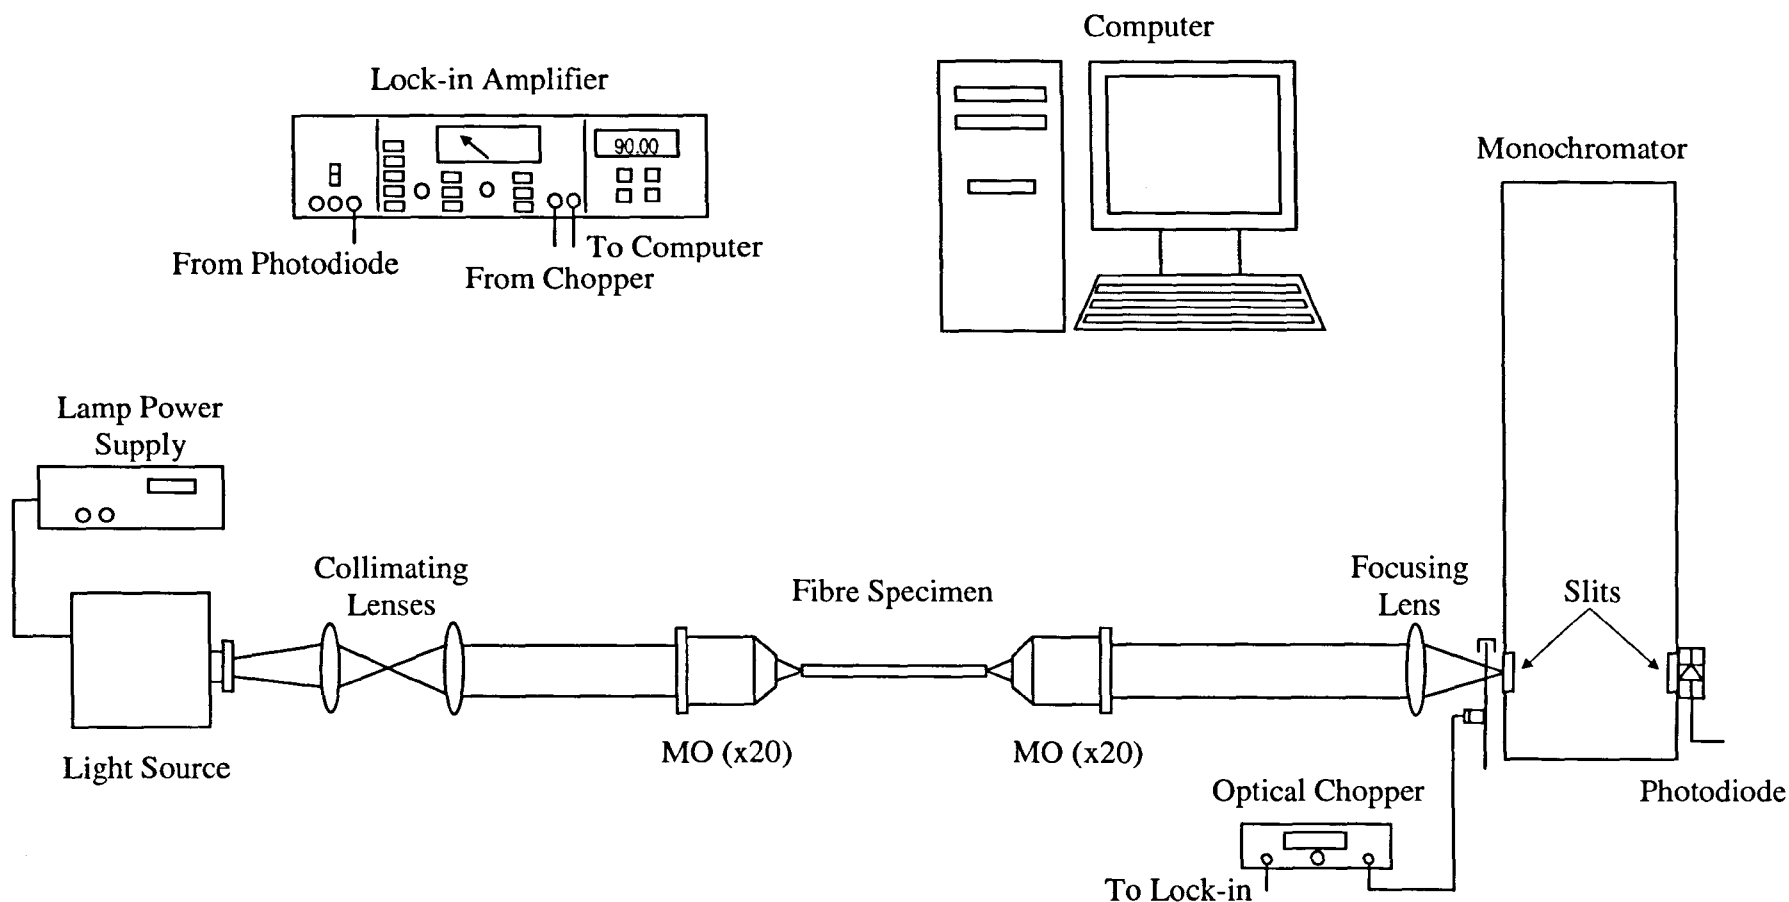 Computer
Lock-in Amplifier
90.00
Monochromator
From Photodiode
To Computer
From Chopper
Lamp Power
Supply
Collimating
Lenses
Fibre Specimen
Focusing
Lens
Slits
Light Source
MO (x20)
MO (x20)
Optical Chopper
Photodiode
To Lock-in